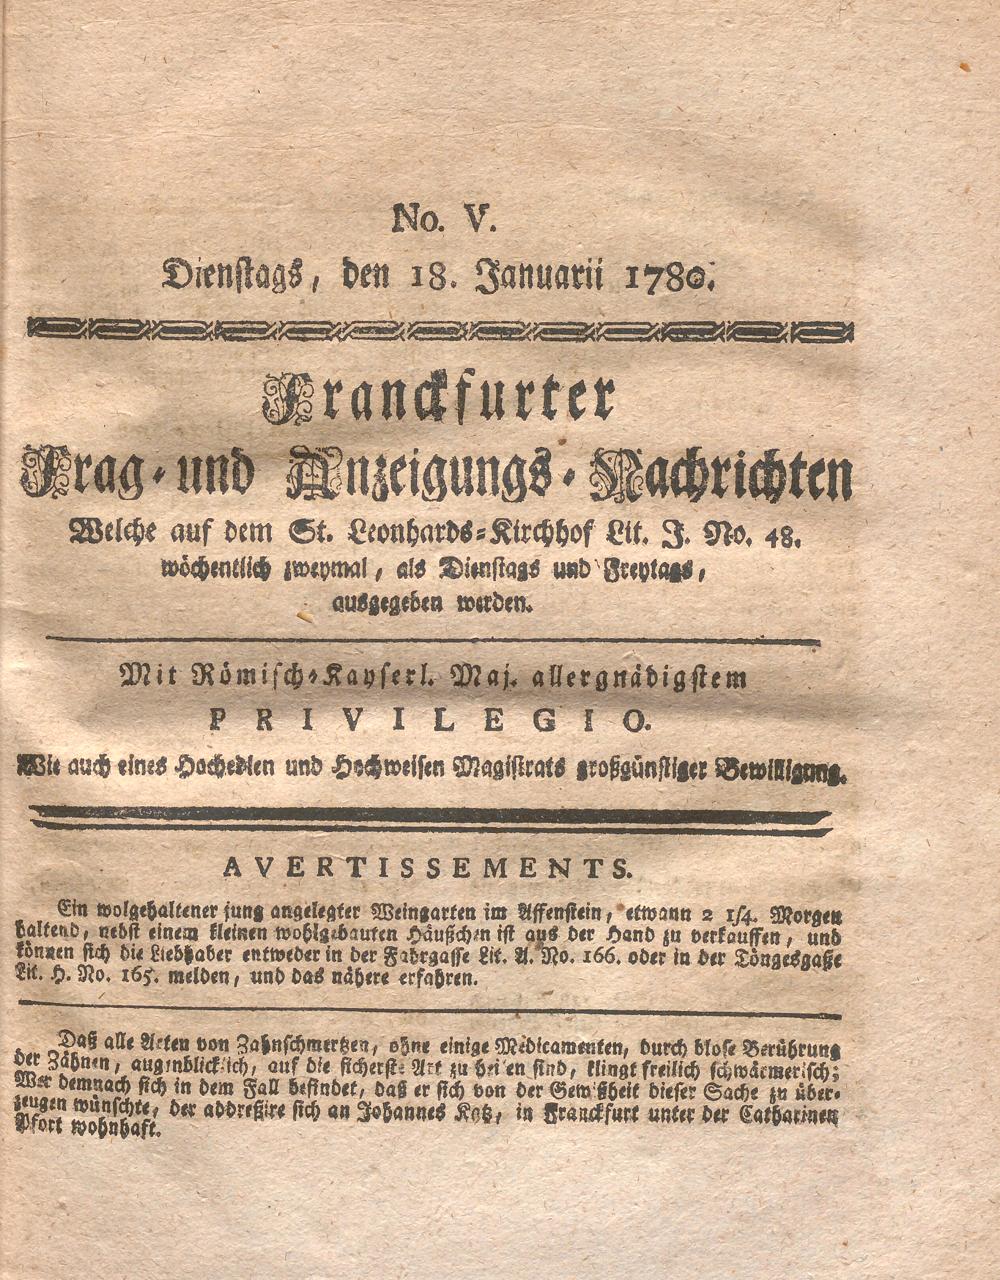 No. V.
Dienstags, den 18. Januarii 1780.
Franckfurter
Frag- und Anzeigungs-Nachrichten
Welche auf dem St. Leonhards-Kirchhof Lit. J. No. 48.
wöchentlich zweymal, als Dienstags und Freytags,
ausgegeben werden.
Mit Römisch-Kayserl. Maj. allergnädigstem
PRIVILEGIO.
Wie auch eines Hochedlen und Hochweisen Magistrats großgünstiger Bewilligung.
AVERTISSEMENTS.
Ein wolgehaltener jung angelegter Weingarten im Affenstein, etwann 2 1/4. Morgen
haltend, nebst einem kleinen wohlgebauten Häußchen ist aus der Hand zu verkauffen, und
können sich die Liebhaber entweder in der Fahrgasse Lit. A. No. 166. oder in der Töngesgaße
Lit. H. No. 165. melden, und das nähere erfahren.
Daß alle Arten von Zahnschmertzen, ohne einige Medicamenten, durch blose Berührung
der Zähnen, augenblicklich, auf die sicherste Art zu heilen sind, klingt freilich schwärmerisch;
Wer demnach sich in dem Fall befindet, daß er sich von der Gewißheit dieser Sache zu über-
zeugen wünschte, der addreßire sich an Johannes Kotz, in Franckfurt unter der Catharinen
Pfort wohnhaft.